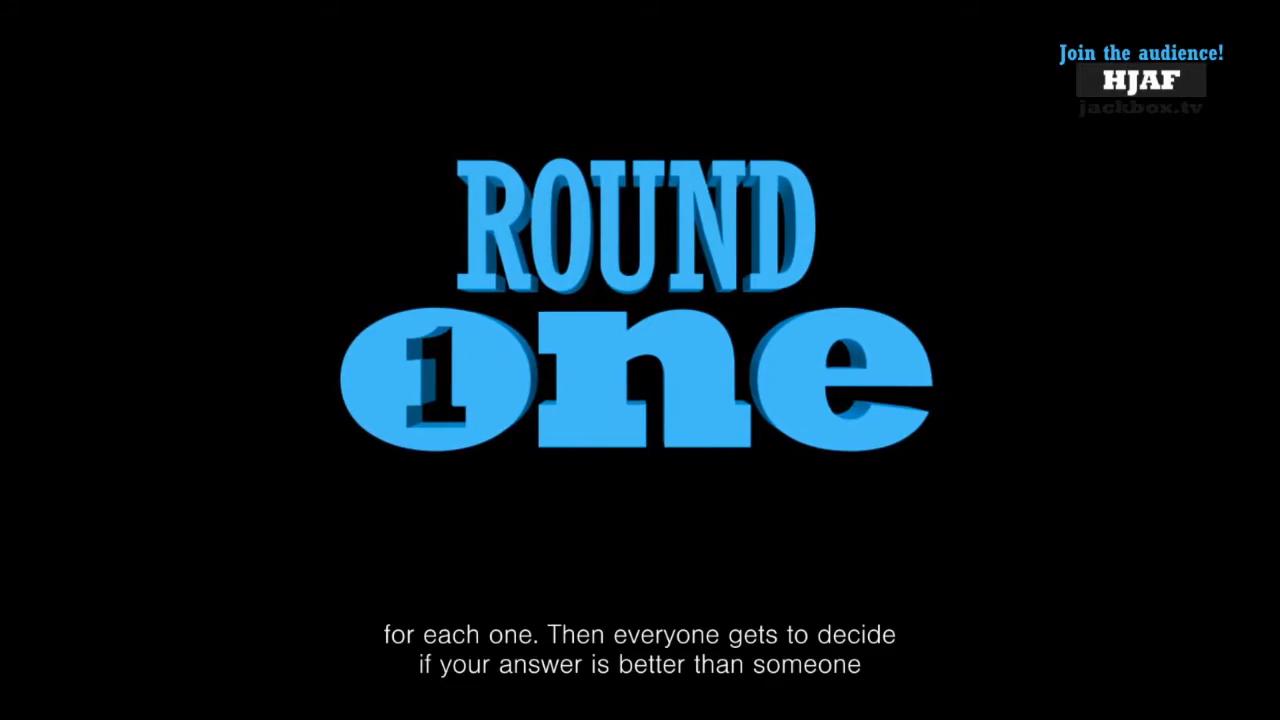 Join the audience!
HJAF
jackbox.tv
ROUND
One
1
for each one. Then everyone gets to decide
if your answer is better than someone